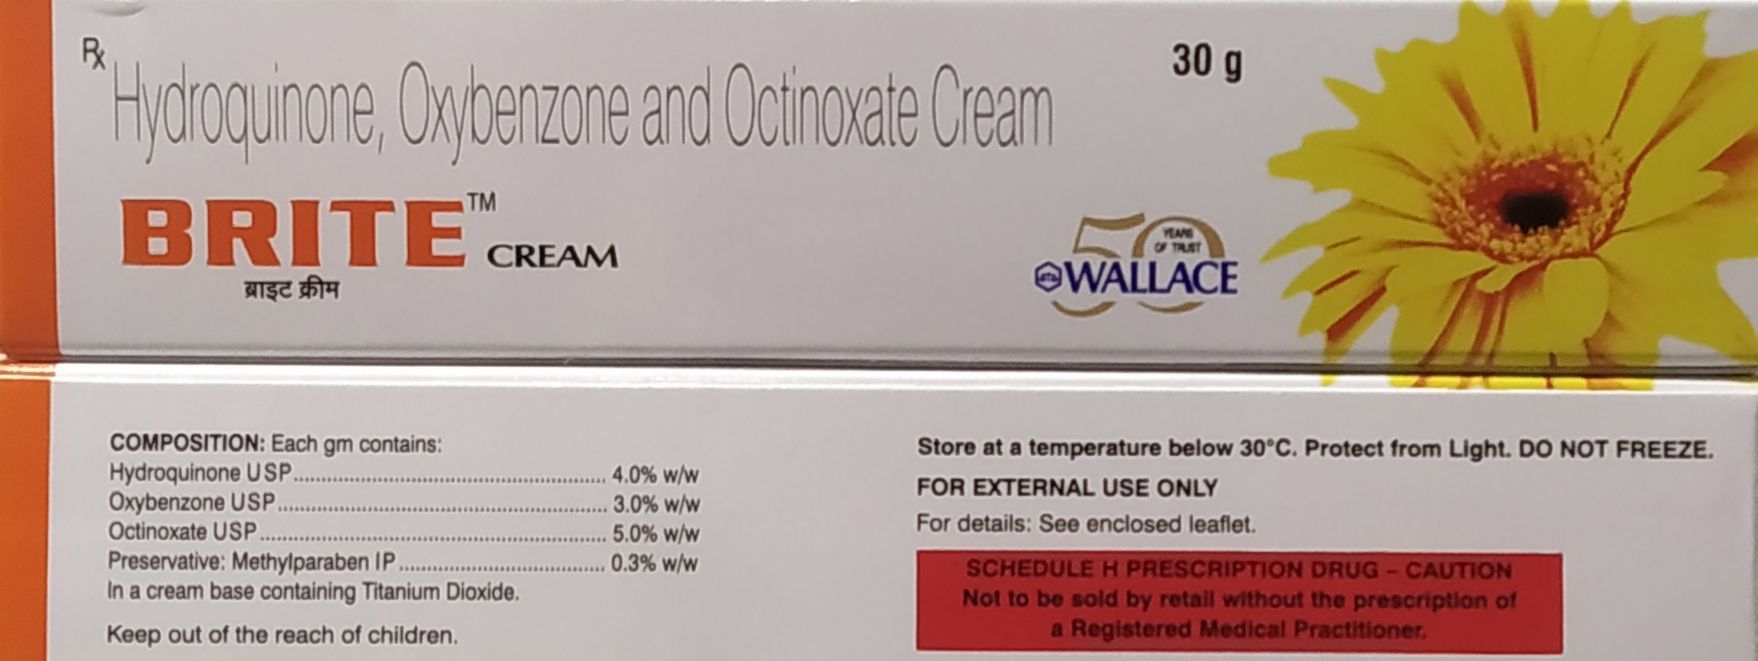 Rx
Hydroquinone, Oxybenzone and Octinoxate Cream
30 g
BRITE™ CREAM
ब्राइट क्रीम
50 YEARS OF TRUST
WALLACE
COMPOSITION: Each gm contains:
Hydroquinone USP........................................................ 4.0% w/w
Oxybenzone USP........................................................... 3.0% w/w
Octinoxate USP.............................................................. 5.0% w/w
Preservative: Methylparaben IP..................................... 0.3% w/w
In a cream base containing Titanium Dioxide.
Keep out of the reach of children.
Store at a temperature below 30°C. Protect from Light. DO NOT FREEZE.
FOR EXTERNAL USE ONLY
For details: See enclosed leaflet.
SCHEDULE H PRESCRIPTION DRUG – CAUTION
Not to be sold by retail without the prescription of
a Registered Medical Practitioner.